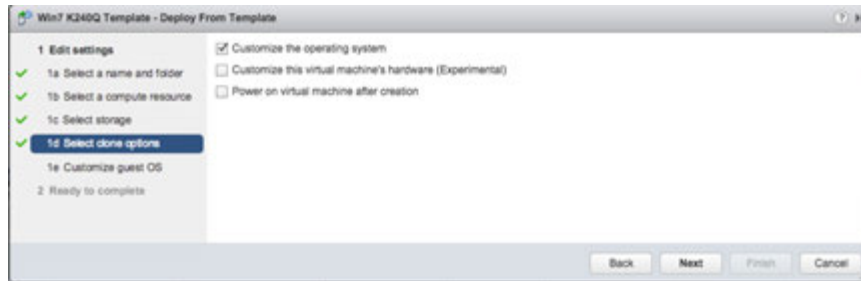 Win7 K240Q Template - Deploy From Template
1 Edit settings
1a Select a name and folder
1b Select a compute resource
1c Select storage
1d Select clone options
1e Customize guest OS
2 Ready to complete
Customize the operating system
Customize this virtual machine's hardware (Experimental)
Power on virtual machine after creation
Back Next Finish Cancel